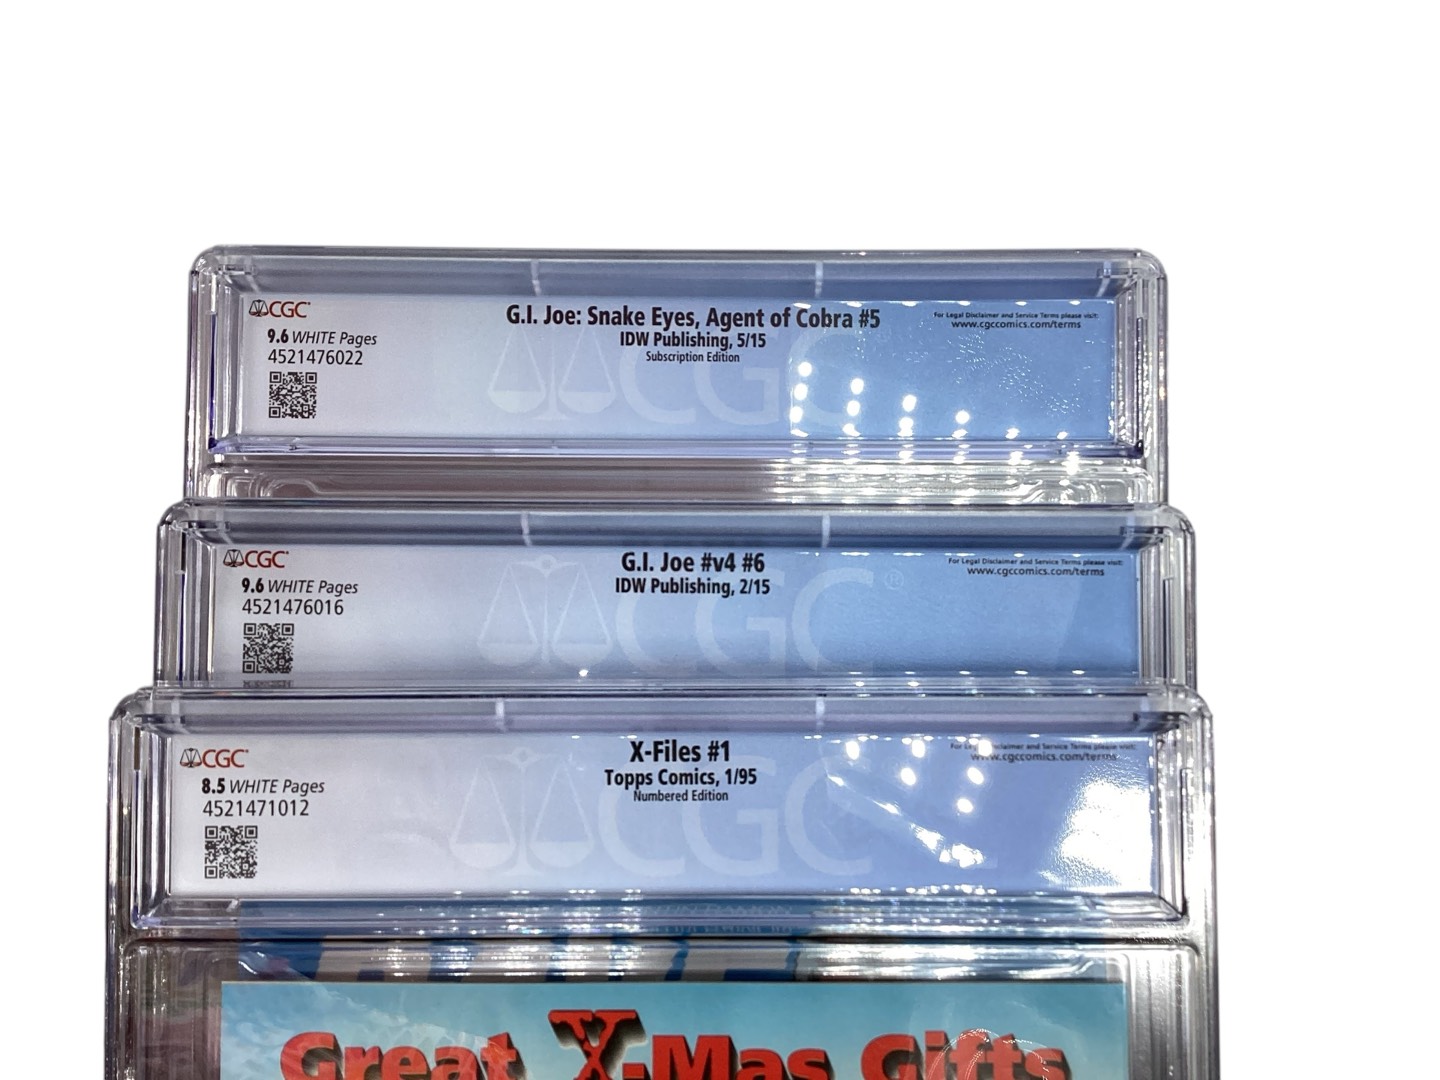 CGC
G.I. Joe: Snake Eyes, Agent of Cobra #5
For Legal Disclaimer and Service Terms please visit:
www.cgccomics.com/terms
9.6 WHITE Pages
IDW Publishing, 5/15
4521476022
Subscription Edition
CGC
CGC
G.I. Joe #v4 #6
For Legal Disclaimer and Service Terms please visit:
www.cgccomics.com/terms
9.6 WHITE Pages
IDW Publishing, 2/15
4521476016
CGC®
CGC
X-Files #1
For Legal Disclaimer and Service Terms please visit:
www.cgccomics.com/terms
8.5 WHITE Pages
Topps Comics, 1/95
4521471012
Numbered Edition
CGC
Great X-Mas Gifts